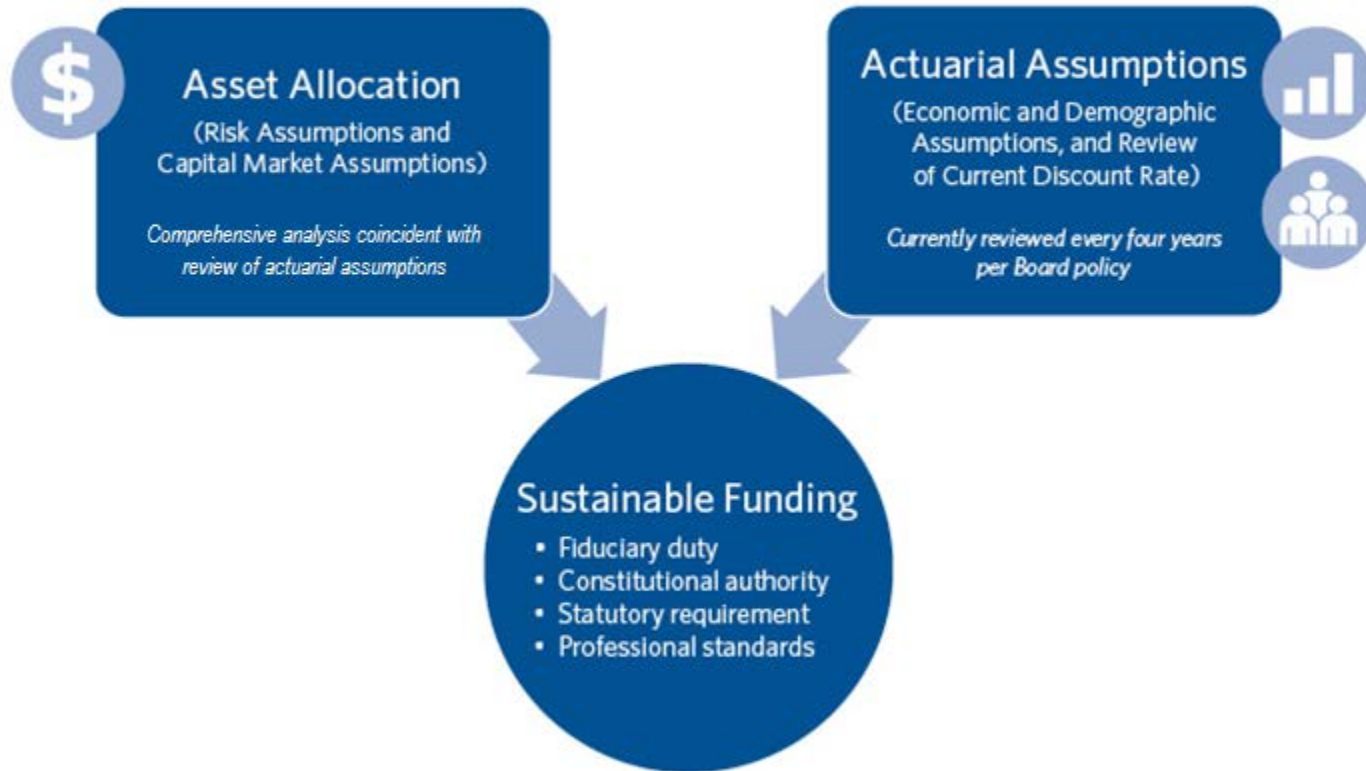 $
Asset Allocation
(Risk Assumptions and
Capital Market Assumptions)
Comprehensive analysis coincident with
review of actuarial assumptions
Actuarial Assumptions
(Economic and Demographic
Assumptions, and Review
of Current Discount Rate)
Currently reviewed every four years
per Board policy
Sustainable Funding
• Fiduciary duty
• Constitutional authority
• Statutory requirement
• Professional standards